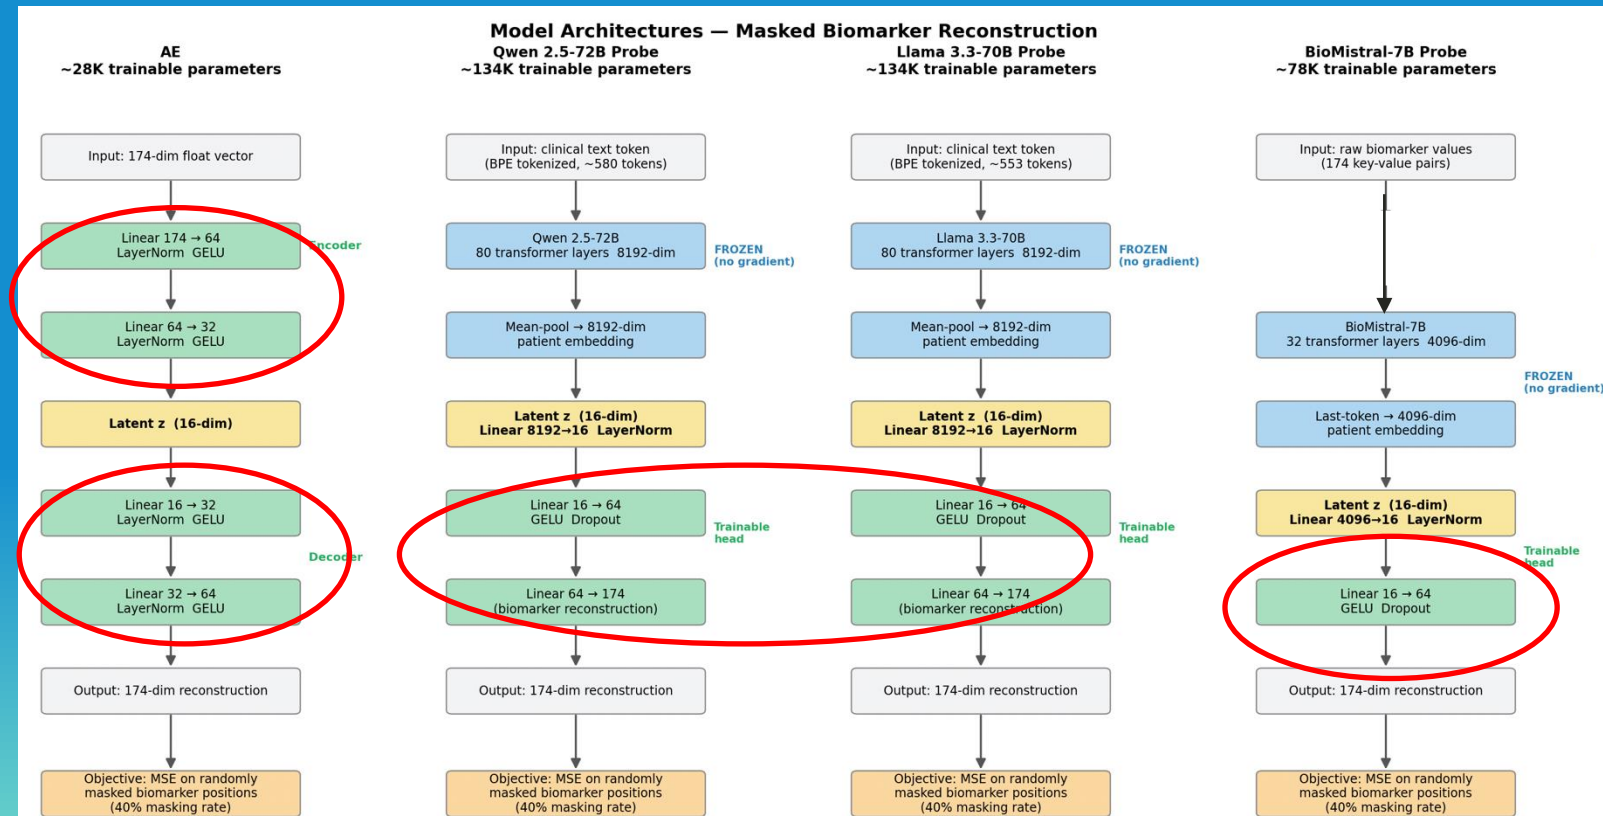 Model Architectures — Masked Biomarker Reconstruction
AE
~28K trainable parameters
Input: 174-dim float vector
Linear 174 → 64
LayerNorm GELU
Encoder
Linear 64 → 32
LayerNorm GELU
Latent z (16-dim)
Linear 16 → 32
LayerNorm GELU
Decoder
Linear 32 → 64
LayerNorm GELU
Output: 174-dim reconstruction
Objective: MSE on randomly
masked biomarker positions
(40% masking rate)
Qwen 2.5-72B Probe
~134K trainable parameters
Input: clinical text token
(BPE tokenized, ~580 tokens)
Qwen 2.5-72B
80 transformer layers 8192-dim
FROZEN
(no gradient)
Mean-pool → 8192-dim
patient embedding
Latent z (16-dim)
Linear 8192→16 LayerNorm
Linear 16 → 64
GELU Dropout
Trainable
head
Linear 64 → 174
(biomarker reconstruction)
Output: 174-dim reconstruction
Objective: MSE on randomly
masked biomarker positions
(40% masking rate)
Llama 3.3-70B Probe
~134K trainable parameters
Input: clinical text token
(BPE tokenized, ~553 tokens)
Llama 3.3-70B
80 transformer layers 8192-dim
FROZEN
(no gradient)
Mean-pool → 8192-dim
patient embedding
Latent z (16-dim)
Linear 8192→16 LayerNorm
Linear 16 → 64
GELU Dropout
Trainable
head
Linear 64 → 174
(biomarker reconstruction)
Output: 174-dim reconstruction
Objective: MSE on randomly
masked biomarker positions
(40% masking rate)
BioMistral-7B Probe
~78K trainable parameters
Input: raw biomarker values
(174 key-value pairs)
BioMistral-7B
32 transformer layers 4096-dim
FROZEN
(no gradient)
Last-token → 4096-dim
patient embedding
Latent z (16-dim)
Linear 4096→16 LayerNorm
Trainable
head
Linear 16 → 64
GELU Dropout
Output: 174-dim reconstruction
Objective: MSE on randomly
masked biomarker positions
(40% masking rate)